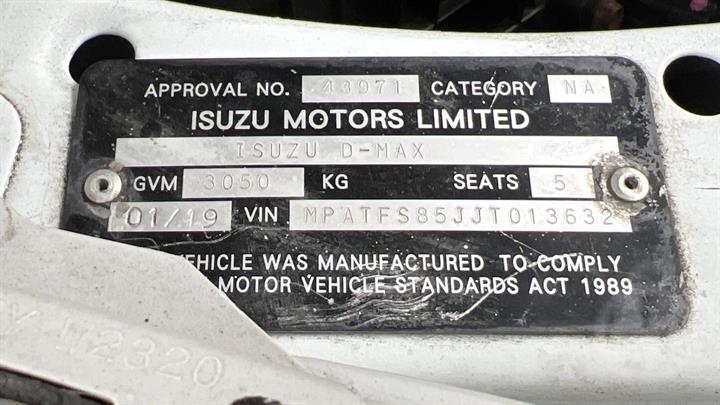 APPROVAL NO. 43971 CATEGORY NA
ISUZU MOTORS LIMITED
ISUZU D-MAX
GVM 3050 KG SEATS 5
01/19 VIN MPATFS85JJT013632
VEHICLE WAS MANUFACTURED TO COMPLY
MOTOR VEHICLE STANDARDS ACT 1989